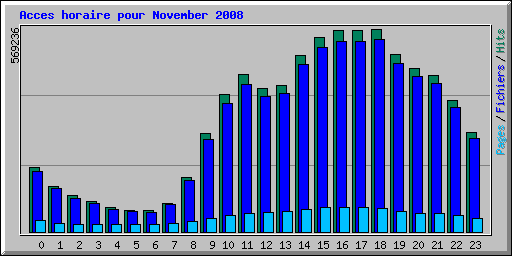 Acces horaire pour November 2008
569236
Pages / Fichiers / Hits
0 1 2 3 4 5 6 7 8 9 10 11 12 13 14 15 16 17 18 19 20 21 22 23